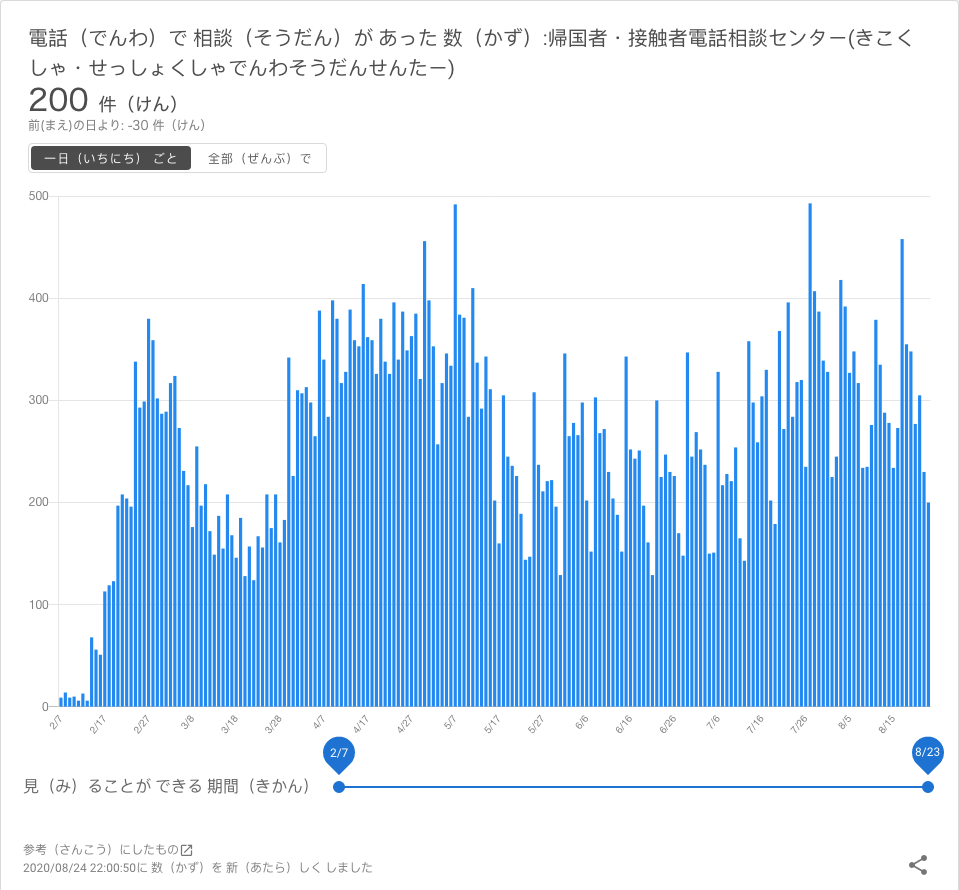 電話（でんわ）で 相談（そうだん）が あった 数（かず）:帰国者・接触者電話相談センター(きこく
しゃ・せっしょくしゃでんわそうだんせんたー)
200 件（けん）
前(まえ)の日より: -30 件（けん）
一日（いちにち） ごと 全部（ぜんぶ）で
500
400
300
200
100
0
2/7 2/17 2/27 3/8 3/18 3/28 4/7 4/17 4/27 5/7 5/17 5/27 6/6 6/16 6/26 7/6 7/16 7/26 8/5 8/15
2/7 8/23
見（み）ることが できる 期間（きかん）
参考（さんこう）にしたもの
2020/08/24 22:00:50に 数（かず）を 新（あたら）しく しました